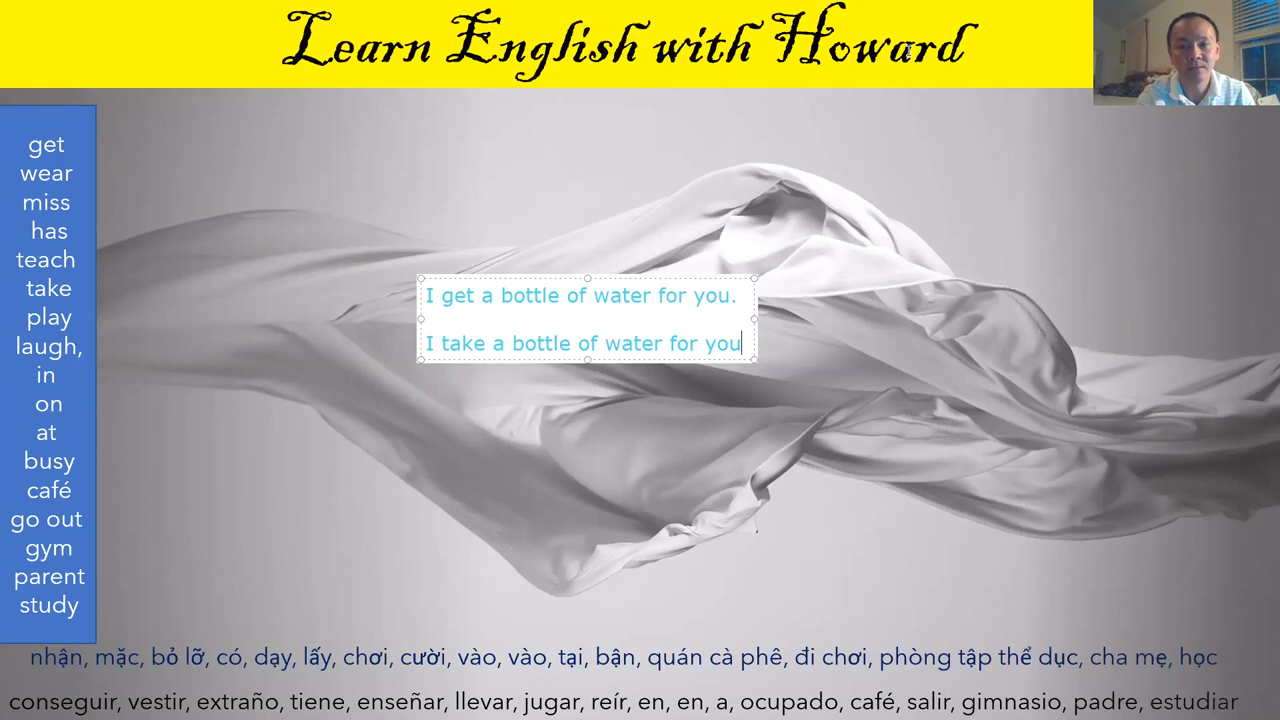 Learn English with Howard
get
wear
miss
has
teach
take
play
laugh,
in
on
at
busy
café
go out
gym
parent
study
I get a bottle of water for you.
I take a bottle of water for you
nhận, mặc, bỏ lỡ, có, dạy, lấy, chơi, cười, vào, vào, tại, bận, quán cà phê, đi chơi, phòng tập thể dục, cha mẹ, học
conseguir, vestir, extraño, tiene, enseñar, llevar, jugar, reír, en, en, a, ocupado, café, salir, gimnasio, padre, estudiar